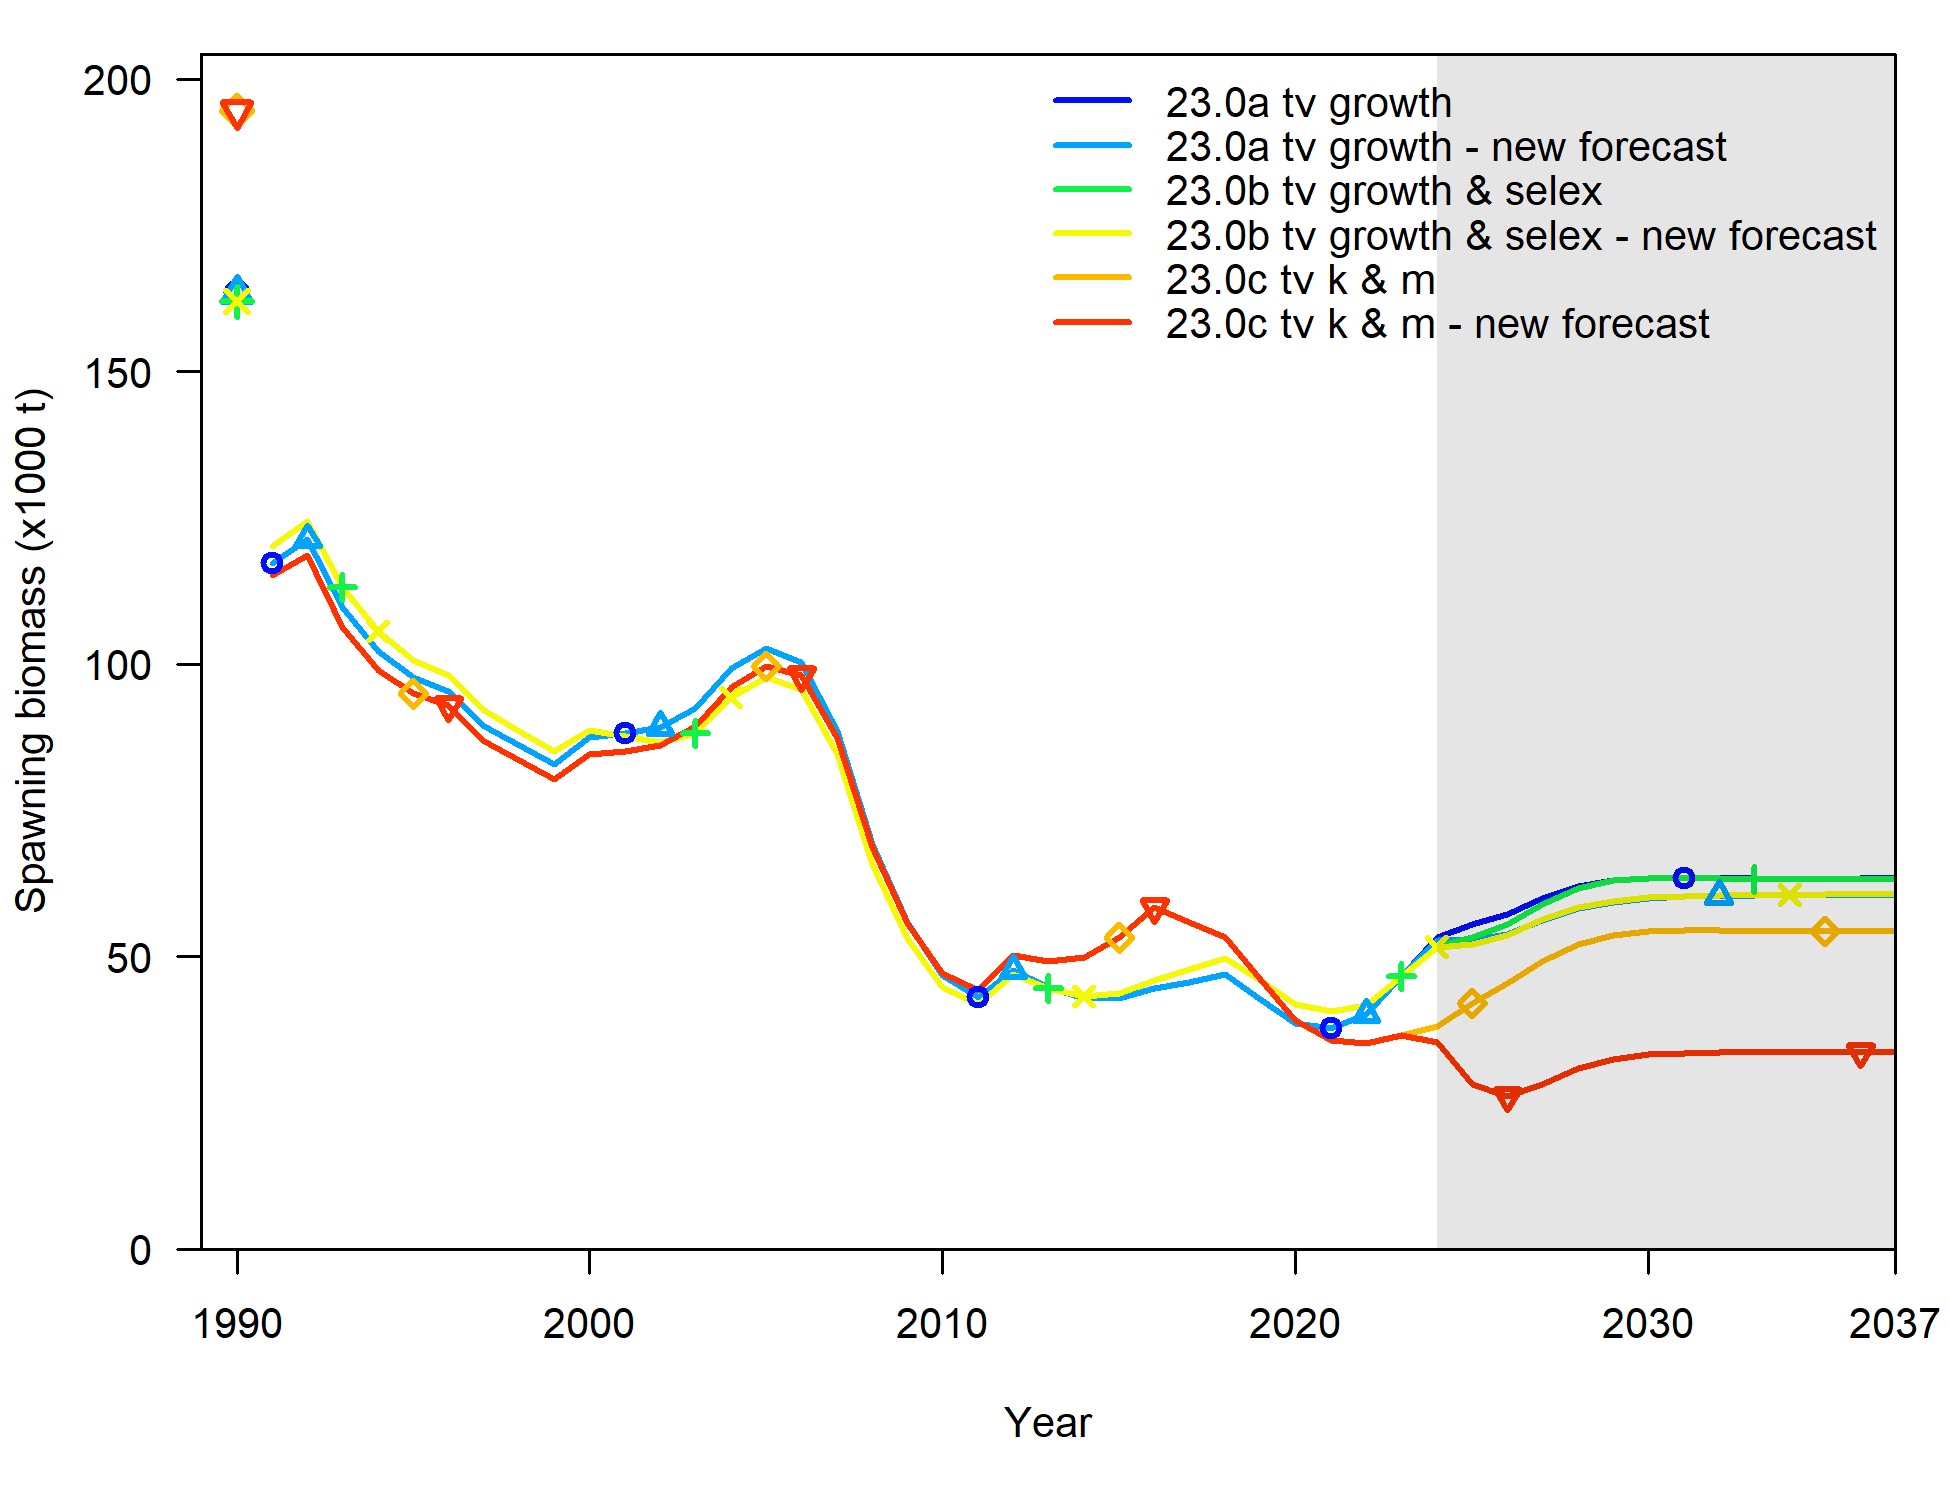 200
150
100
50
0
Spawning biomass (x1000 t)
23.0a tv growth
23.0a tv growth - new forecast
23.0b tv growth & selex
23.0b tv growth & selex - new forecast
23.0c tv k & m
23.0c tv k & m - new forecast
1990 2000 2010 2020 2030 2037
Year